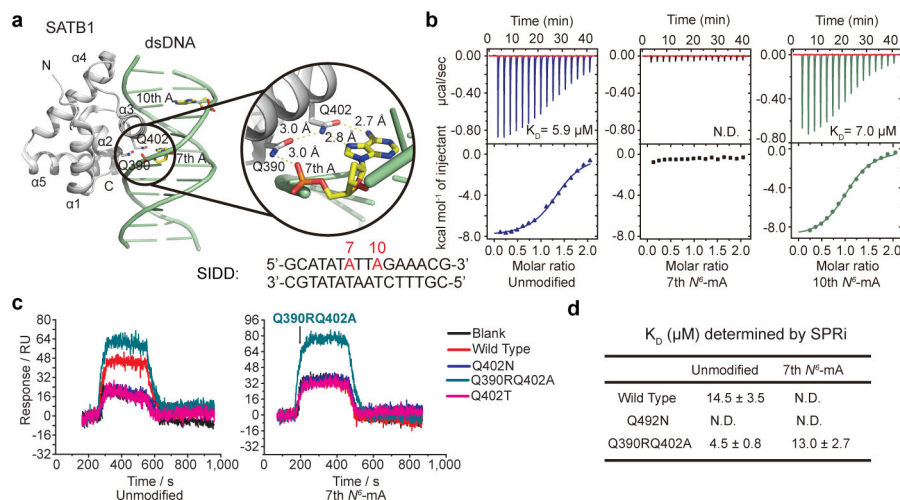 a
SATB1
dsDNA
α4
N
10th A
α3
α2
Q402
7th A
Q390
α5
C
α1
Q402
2.7 Å
3.0 Å
2.8 Å
3.0 Å
Q390
7th A
7 10
SIDD: 5'-GCATATATTAGAAACG-3'
3'-CGTATATAATCTTTGC-5'
b
Time (min)
0 10 20 30 40
Time (min)
0 10 20 30 40
Time (min)
0 10 20 30 40
µcal/sec
0.00
-0.40
-0.80
K_D= 5.9 µM
0.00
-0.40
-0.80
N.D.
0.00
-0.40
-0.80
K_D= 7.0 µM
kcal mol⁻¹ of injectant
0.0
-4.0
-8.0
0.0
-4.0
-8.0
0.0
-4.0
-8.0
0.0 0.5 1.0 1.5 2.0
Molar ratio
Unmodified
0.0 0.5 1.0 1.5 2.0
Molar ratio
7th N⁶-mA
0.0 0.5 1.0 1.5 2.0
Molar ratio
10th N⁶-mA
c
Response / RU
80
64
48
32
16
0
-16
-32
0 200 400 600 800 1,000
Time / s
Unmodified
96
80
64
48
32
16
0
-16
-32
Q390RQ402A
0 200 400 600 800 1,000
Time / s
7th N⁶-mA
Blank
Wild Type
Q402N
Q390RQ402A
Q402T
d
K_D (µM) determined by SPRi
Unmodified 7th N⁶-mA
Wild Type 14.5 ± 3.5 N.D.
Q492N N.D. N.D.
Q390RQ402A 4.5 ± 0.8 13.0 ± 2.7